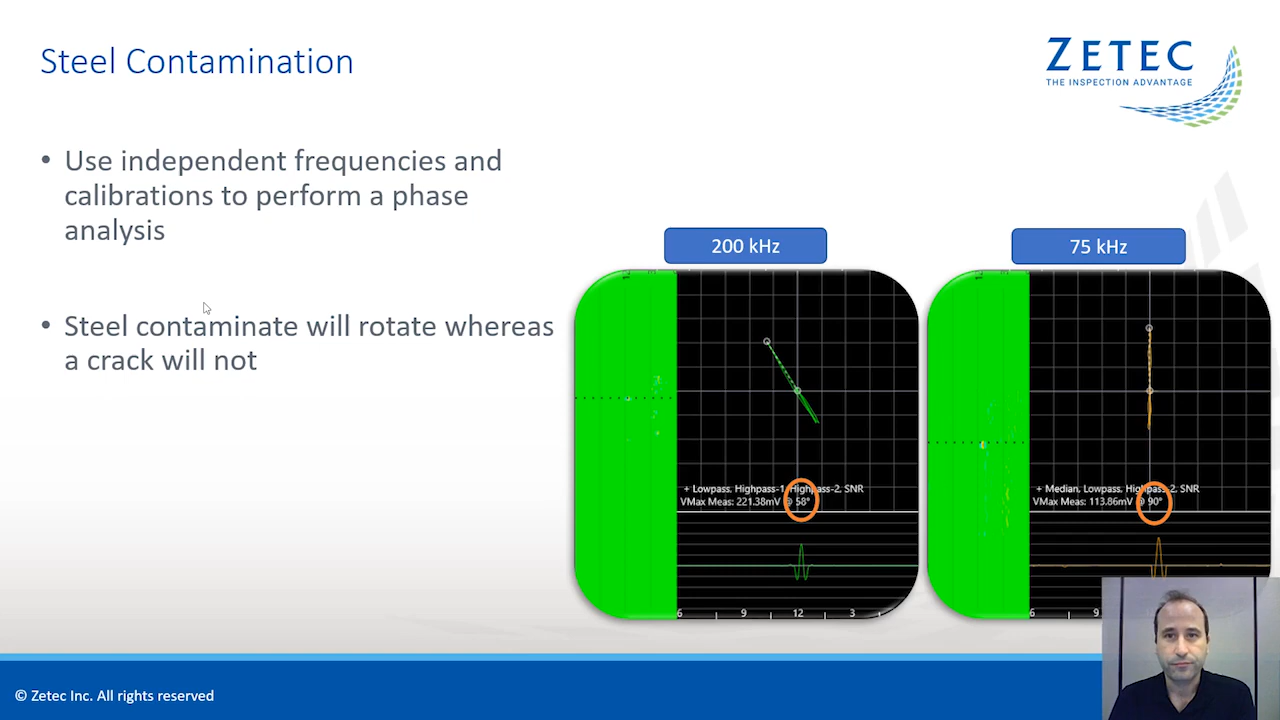 Steel Contamination
ZETEC
THE INSPECTION ADVANTAGE
• Use independent frequencies and
calibrations to perform a phase
analysis
• Steel contaminate will rotate whereas
a crack will not
200 kHz
75 kHz
+ Lowpass, Highpass-1, Highpass-2, SNR
VMax Meas: 221.38mV @ 58°
6 9 12 3
+ Median, Lowpass, Highpass-2, SNR
VMax Meas: 113.86mV @ 90°
6 9
© Zetec Inc. All rights reserved